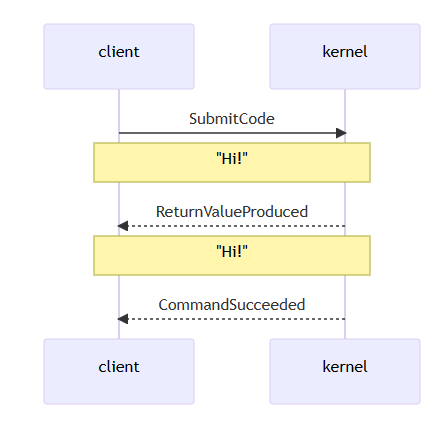 client
kernel
SubmitCode
"Hi!"
ReturnValueProduced
"Hi!"
CommandSucceeded
client
kernel